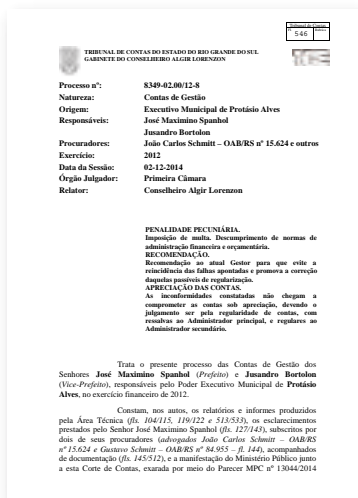 Tribunal de Contas
Fl. Rubrica
546
TRIBUNAL DE CONTAS DO ESTADO DO RIO GRANDE DO SUL
GABINETE DO CONSELHEIRO ALGIR LORENZON
Processo nº: 8349-02.00/12-8
Natureza: Contas de Gestão
Origem: Executivo Municipal de Protásio Alves
Responsáveis: José Maximino Spanhol
Jusandro Bortolon
Procuradores: João Carlos Schmitt – OAB/RS nº 15.624 e outros
Exercício: 2012
Data da Sessão: 02-12-2014
Órgão Julgador: Primeira Câmara
Relator: Conselheiro Algir Lorenzon
PENALIDADE PECUNIÁRIA.
Imposição de multa. Descumprimento de normas de
administração financeira e orçamentária.
RECOMENDAÇÃO.
Recomendação ao atual Gestor para que evite a
reincidência das falhas apontadas e promova a correção
daquelas passíveis de regularização.
APRECIAÇÃO DAS CONTAS.
As inconformidades constatadas não chegam a
comprometer as contas sob apreciação, devendo o
julgamento ser pela regularidade de contas, com
ressalvas ao Administrador principal, e regulares ao
Administrador secundário.
Trata o presente processo das Contas de Gestão dos
Senhores José Maximino Spanhol (Prefeito) e Jusandro Bortolon
(Vice-Prefeito), responsáveis pelo Poder Executivo Municipal de Protásio
Alves, no exercício financeiro de 2012.
Constam, nos autos, os relatórios e informes produzidos
pela Área Técnica (fls. 104/115, 119/122 e 513/533), os esclarecimentos
prestados pelo Senhor José Maximino Spanhol (fls. 127/143), subscritos por
dois de seus procuradores (advogados João Carlos Schmitt – OAB/RS
nº 15.624 e Gustavo Schmitt – OAB/RS nº 84.955 – fl. 144), acompanhados
de documentação (fls. 145/512), e a manifestação do Ministério Público junto
a esta Corte de Contas, exarada por meio do Parecer MPC nº 13044/2014